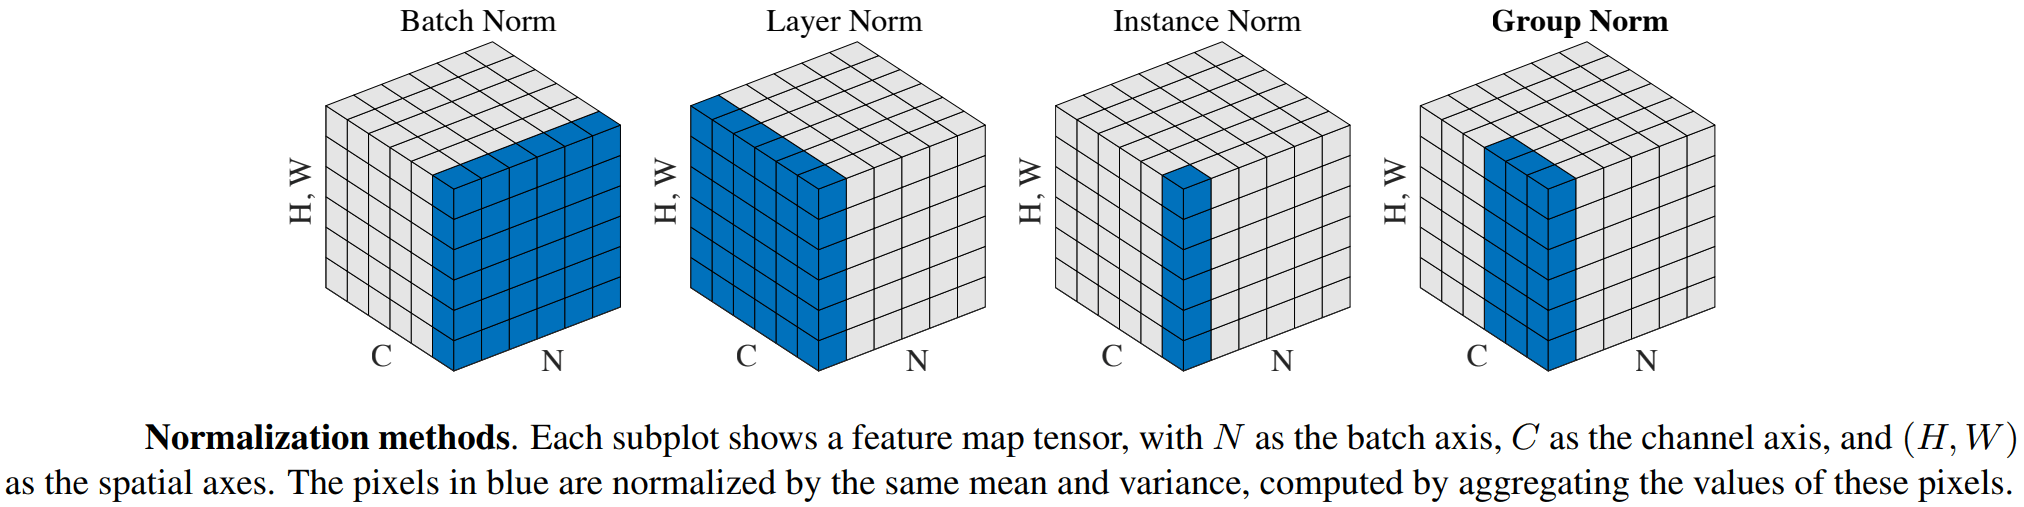 Batch Norm
Layer Norm
Instance Norm
Group Norm
H, W
C
N
H, W
C
N
H, W
C
N
H, W
C
N
Normalization methods. Each subplot shows a feature map tensor, with N as the batch axis, C as the channel axis, and (H, W)
as the spatial axes. The pixels in blue are normalized by the same mean and variance, computed by aggregating the values of these pixels.